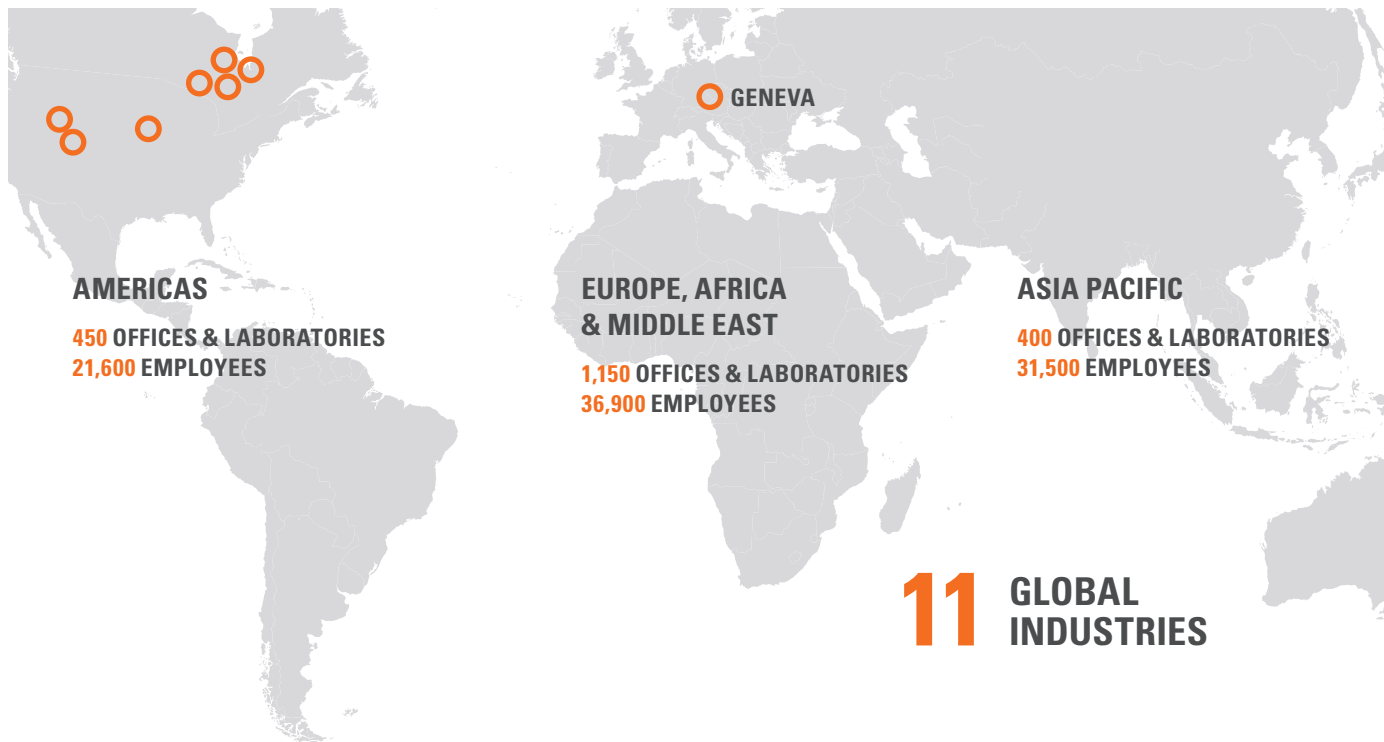 GENEVA
AMERICAS
450 OFFICES & LABORATORIES
21,600 EMPLOYEES
EUROPE, AFRICA
& MIDDLE EAST
1,150 OFFICES & LABORATORIES
36,900 EMPLOYEES
ASIA PACIFIC
400 OFFICES & LABORATORIES
31,500 EMPLOYEES
11 GLOBAL
INDUSTRIES